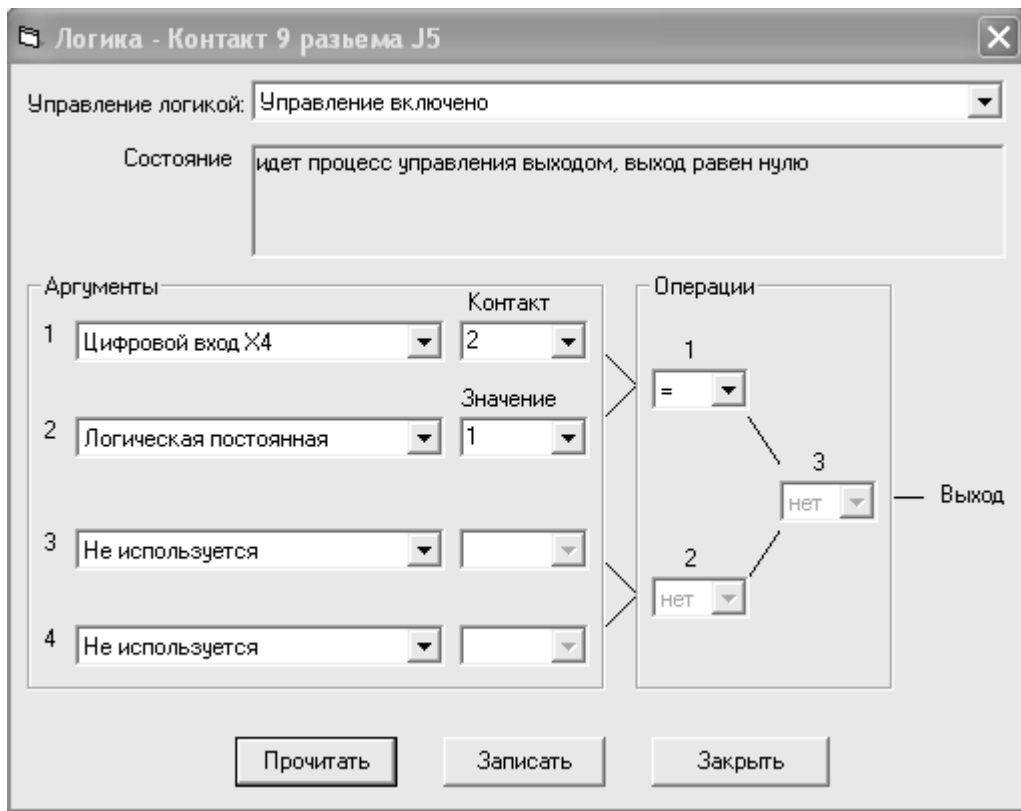 Логика - Контакт 9 разьема J5
Управление логикой: Управление включено
Состояние идет процесс управления выходом, выход равен нулю
Аргументы Операции
Контакт
1 Цифровой вход X4 2
1
=
Значение
2 Логическая постоянная 1
3
нет Выход
3 Не используется
2
нет
4 Не используется
Прочитать Записать Закрыть